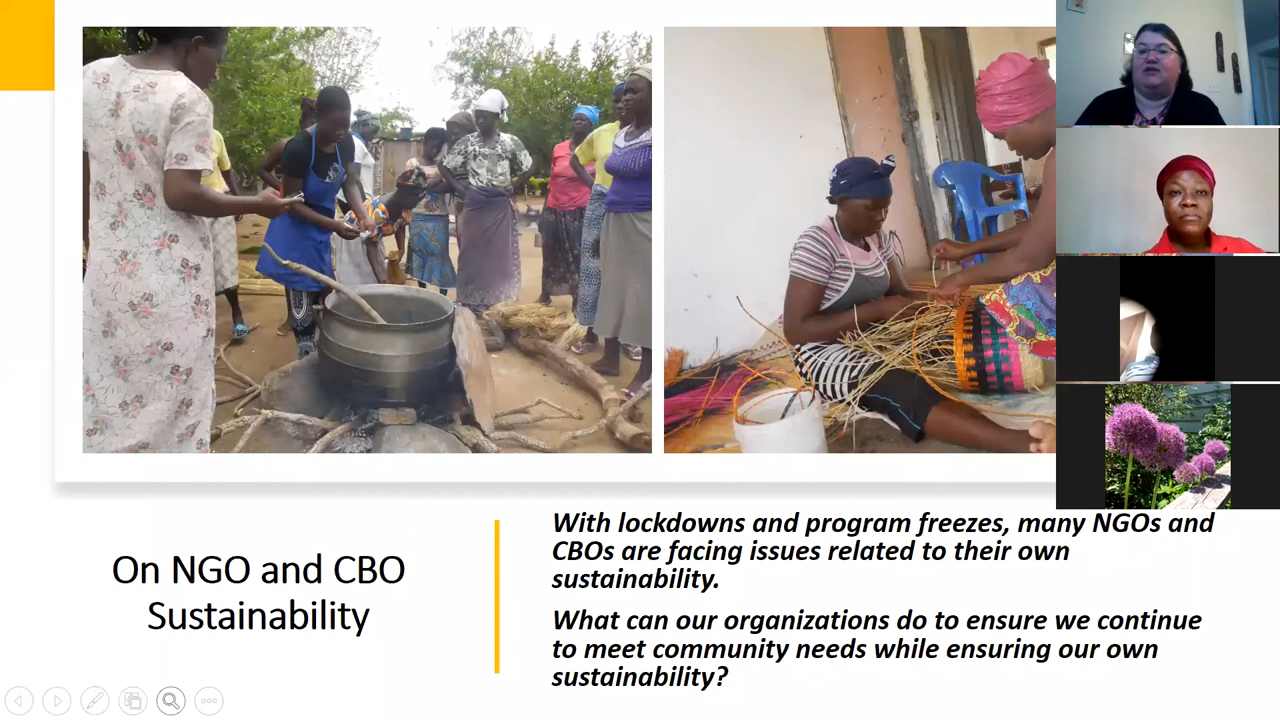 On NGO and CBO
Sustainability
With lockdowns and program freezes, many NGOs and
CBOs are facing issues related to their own
sustainability.
What can our organizations do to ensure we continue
to meet community needs while ensuring our own
sustainability?